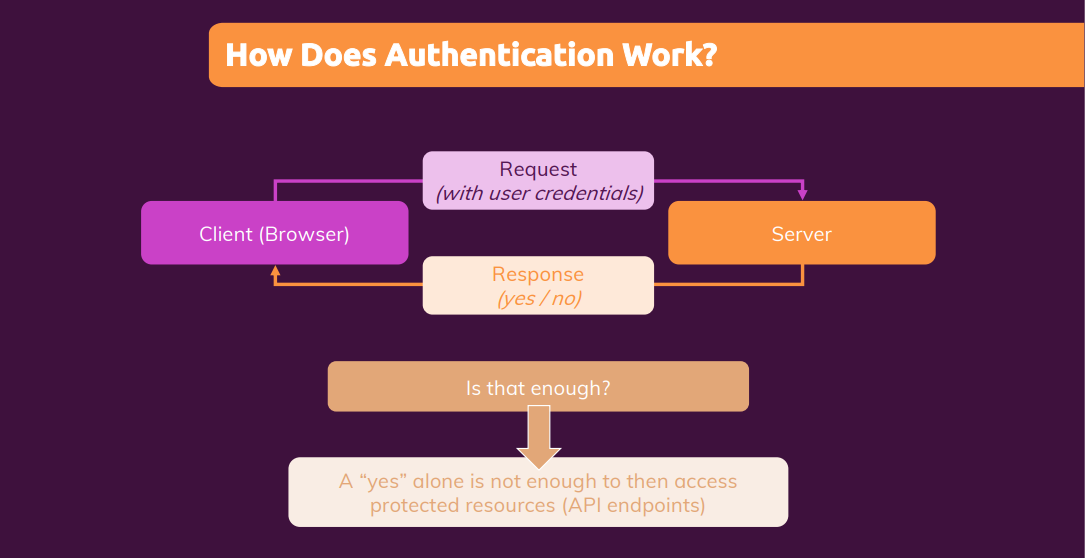 How Does Authentication Work?
Request
(with user credentials)
Client (Browser)
Server
Response
(yes / no)
Is that enough?
A “yes” alone is not enough to then access
protected resources (API endpoints)